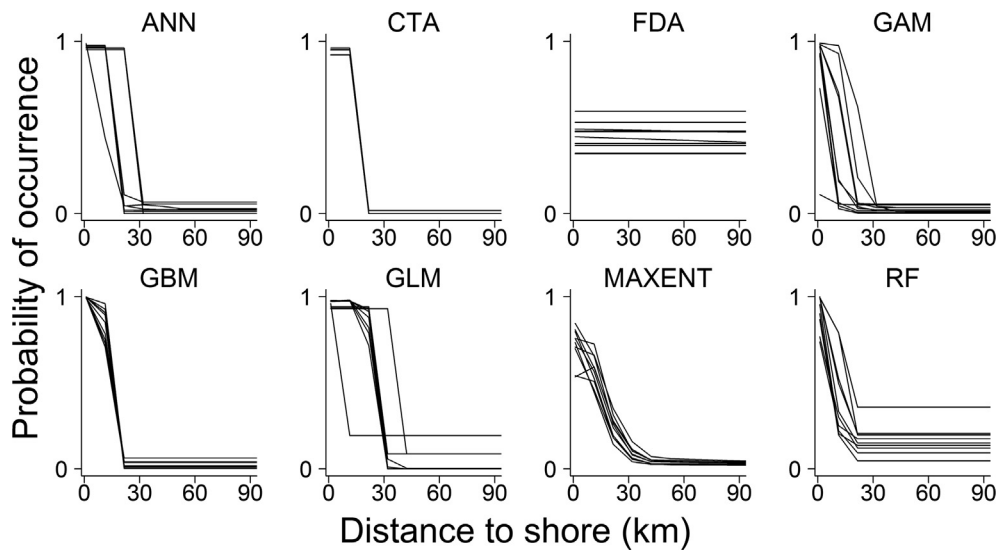 ANN CTA FDA GAM
1 1 1 1
0 0 0 0
0 30 60 90 0 30 60 90 0 30 60 90 0 30 60 90
GBM GLM MAXENT RF
1 1 1 1
0 0 0 0
0 30 60 90 0 30 60 90 0 30 60 90 0 30 60 90
Probability of occurrence
Distance to shore (km)